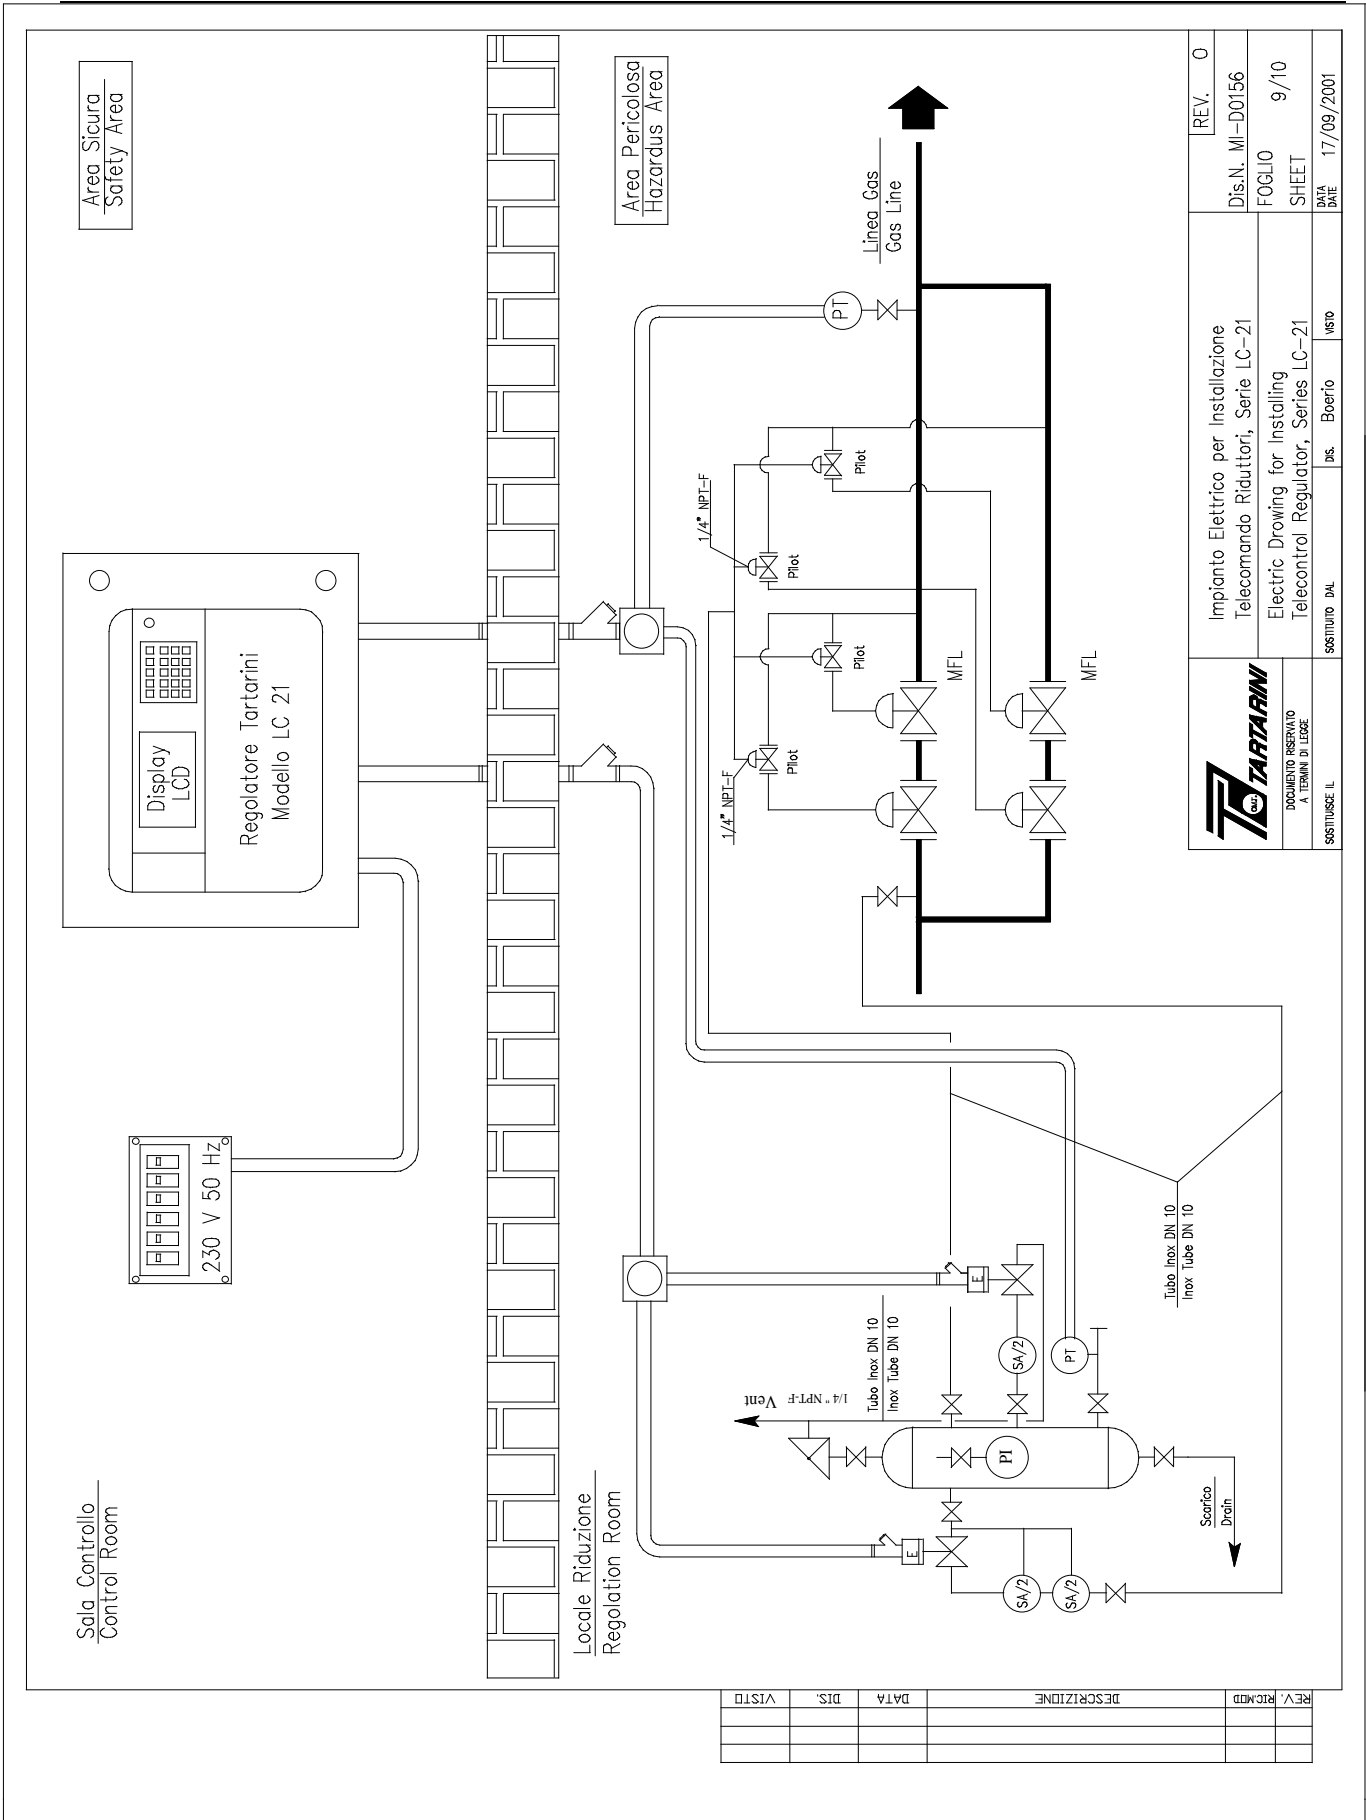 Sala Controllo
Control Room
Area Sicura
Safety Area
230 V 50 Hz
Display
LCD
Regolatore Tartarini
Modello LC 21
Locale Riduzione
Regolation Room
Area Pericolosa
Hazardus Area
1/4" NPT-F
1/4" NPT-F
Pilot
Pilot
Pilot
Pilot
PT
Linea Gas
Gas Line
MFL
MFL
Vent
1/4" NPT-F
Tubo Inox DN 10
Inox Tube DN 10
E
E
SA/2
PT
PI
SA/2
SA/2
Scarico
Drain
Tubo Inox DN 10
Inox Tube DN 10
O.M.T.
TARTARINI
DOCUMENTO RISERVATO
A TERMINI DI LEGGE
SOSTITUISCE IL
Impianto Elettrico per Installazione
Telecomando Riduttori, Serie LC-21
Electric Drowing for Installing
Telecontrol Regulator, Series LC-21
SOSTITUITO DAL
DIS. Boerio
VISTO
REV. 0
Dis.N. MI-D0156
FOGLIO
SHEET
9/10
DATA
DATE
17/09/2001
REV.
RIC.MOD
DESCRIZIONE
DATA
DIS.
VISTO